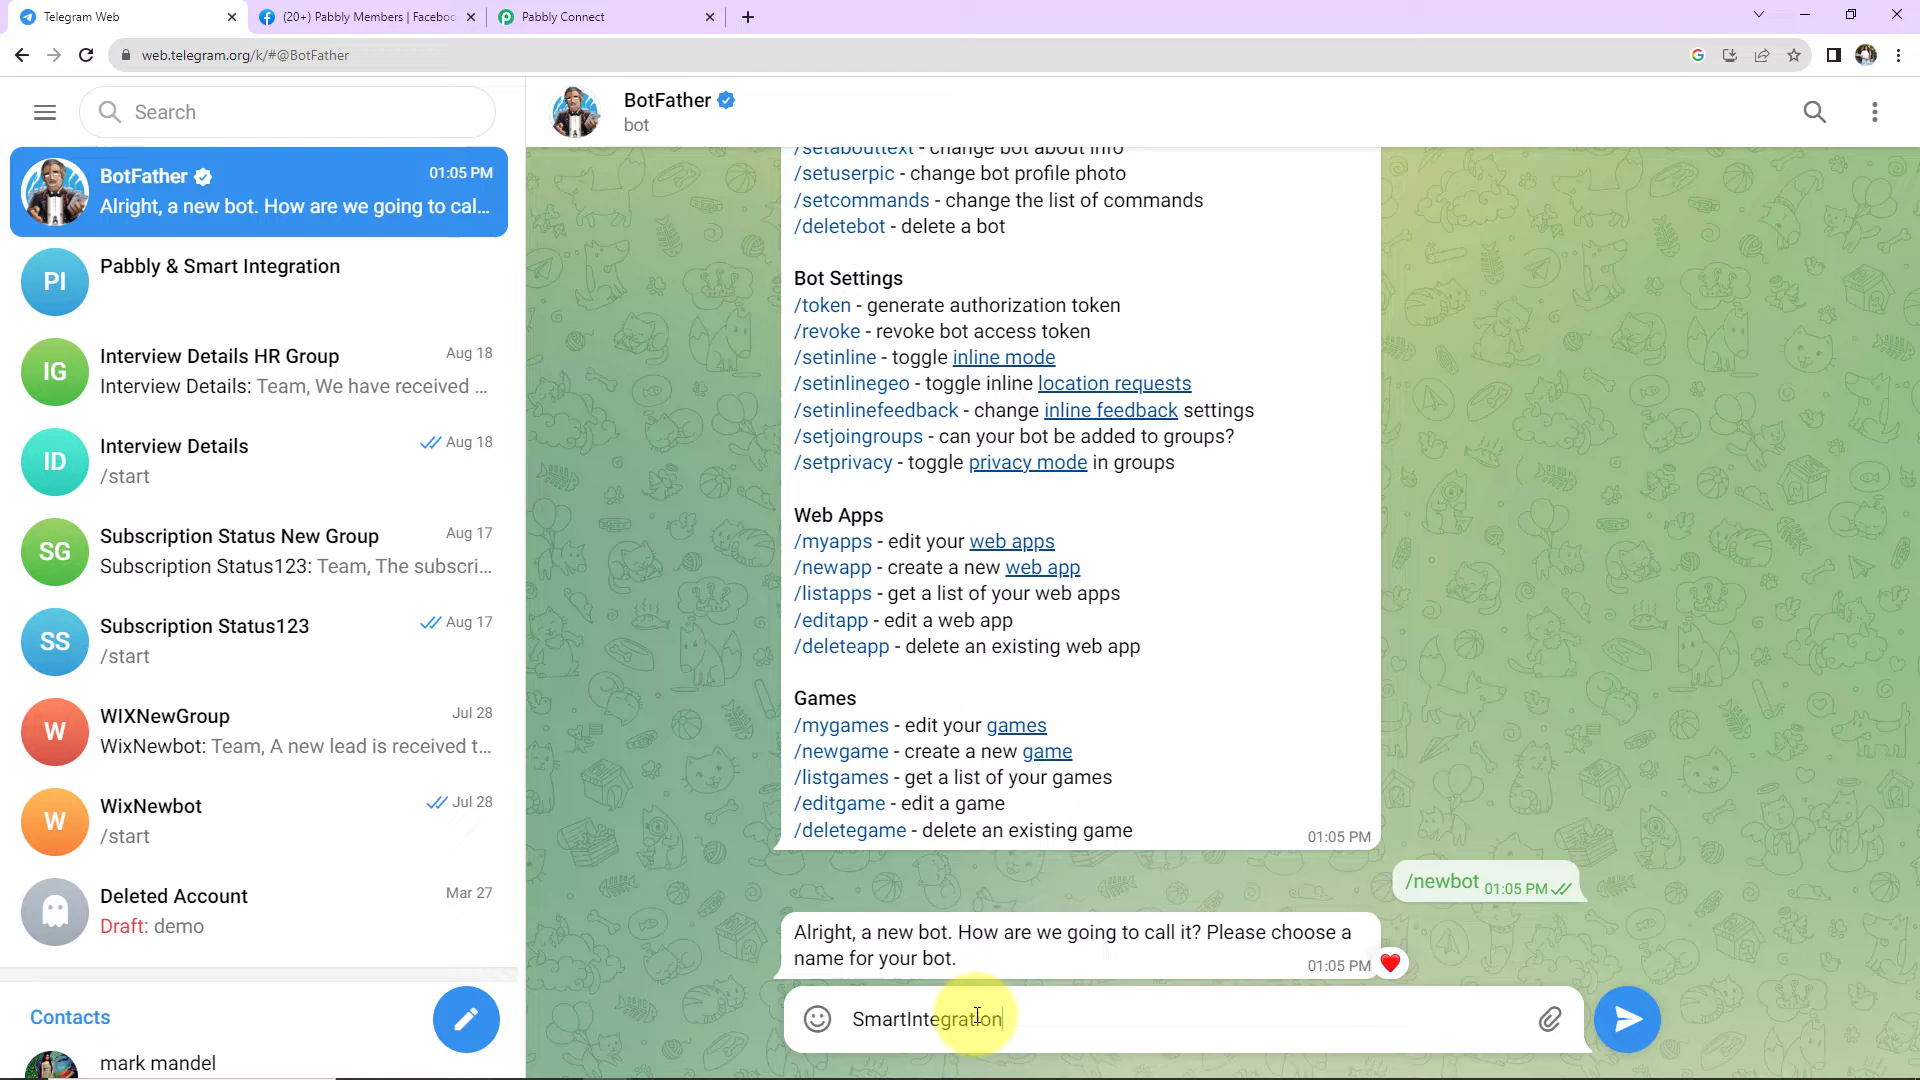 Telegram Web
(20+) Pabbly Members | Faceboo
Pabbly Connect
web.telegram.org/k/#@BotFather
Search
BotFather
01:05 PM
Alright, a new bot. How are we going to cal...
PI
Pabbly & Smart Integration
IG
Interview Details HR Group
Aug 18
Interview Details: Team, We have received ...
ID
Interview Details
Aug 18
/start
SG
Subscription Status New Group
Aug 17
Subscription Status123: Team, The subscri...
SS
Subscription Status123
Aug 17
/start
W
WIXNewGroup
Jul 28
WixNewbot: Team, A new lead is received t...
W
WixNewbot
Jul 28
/start
Deleted Account
Mar 27
Draft: demo
Contacts
mark mandel
BotFather
bot
/setabouttext - change bot about info
/setuserpic - change bot profile photo
/setcommands - change the list of commands
/deletebot - delete a bot
Bot Settings
/token - generate authorization token
/revoke - revoke bot access token
/setinline - toggle inline mode
/setinlinegeo - toggle inline location requests
/setinlinefeedback - change inline feedback settings
/setjoingroups - can your bot be added to groups?
/setprivacy - toggle privacy mode in groups
Web Apps
/myapps - edit your web apps
/newapp - create a new web app
/listapps - get a list of your web apps
/editapp - edit a web app
/deleteapp - delete an existing web app
Games
/mygames - edit your games
/newgame - create a new game
/listgames - get a list of your games
/editgame - edit a game
/deletegame - delete an existing game
01:05 PM
/newbot 01:05 PM
Alright, a new bot. How are we going to call it? Please choose a
name for your bot.
01:05 PM
SmartIntegration